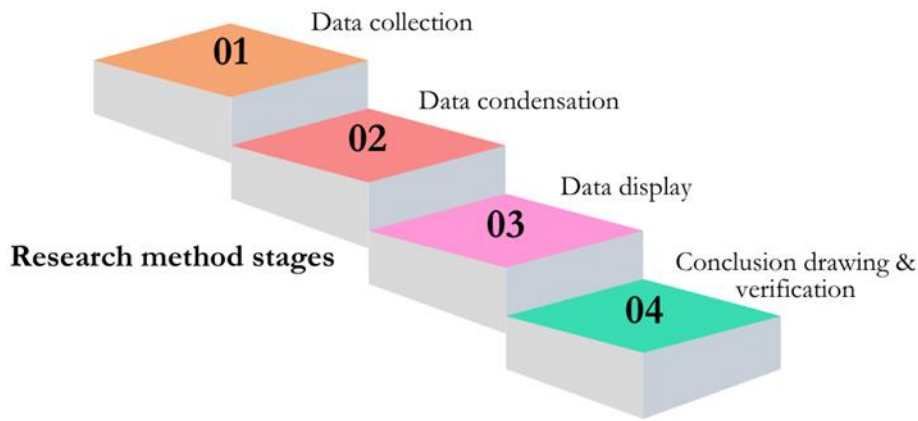 01
Data collection
02
Data condensation
03
Data display
Research method stages
04
Conclusion drawing &
verification